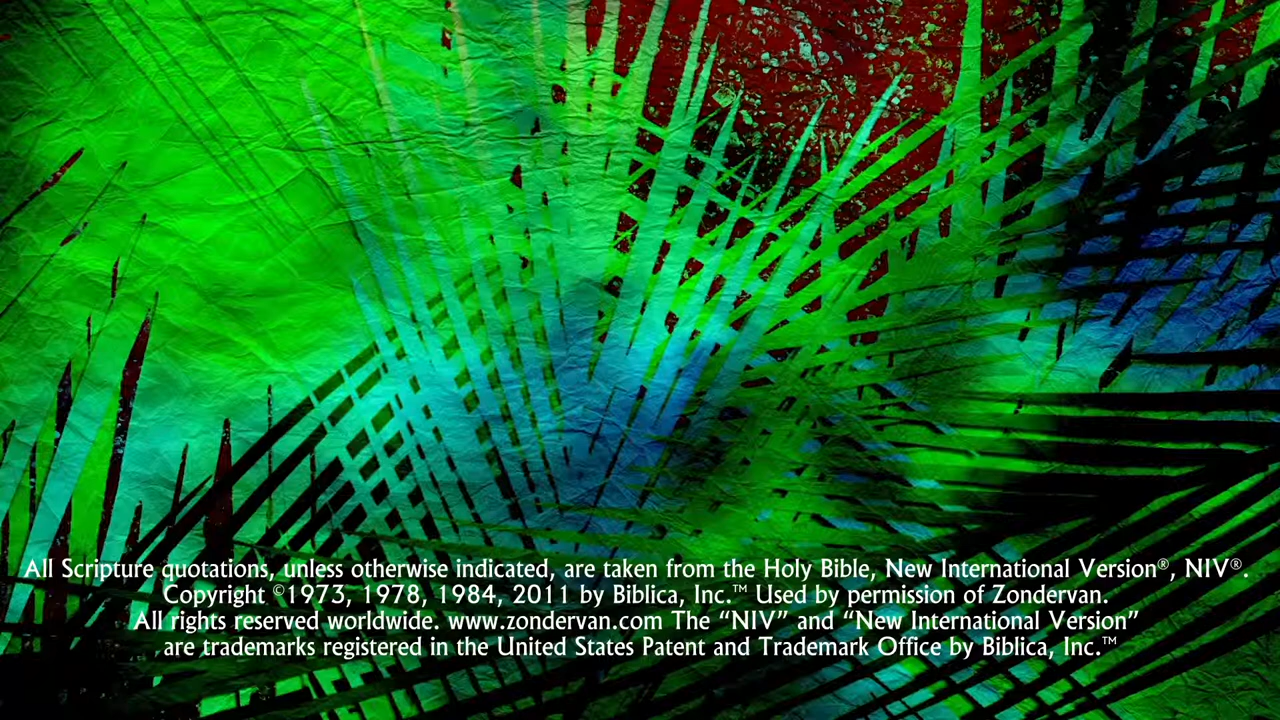 All Scripture quotations, unless otherwise indicated, are taken from the Holy Bible, New International Version®, NIV®.
Copyright ©1973, 1978, 1984, 2011 by Biblica, Inc.™ Used by permission of Zondervan.
All rights reserved worldwide. www.zondervan.com The “NIV” and “New International Version”
are trademarks registered in the United States Patent and Trademark Office by Biblica, Inc.™